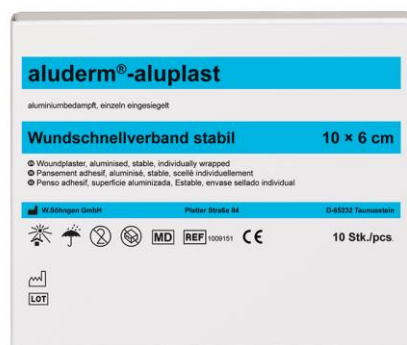 aluderm®-aluplast
aluminiumbedampft, einzeln eingesiegelt
Wundschnellverband stabil 10 × 6 cm
Woundplaster, aluminised, stable, individually wrapped
Pansement adhesif, aluminisé, stable, scellé individuellement
Penso adhesif, superficie aluminizada, Estable, envase sellado individual
W.Söhngen GmbH Platter Straße 84 D-65232 Taunusstein
MD REF 1009151 CE 10 Stk./pcs.
LOT